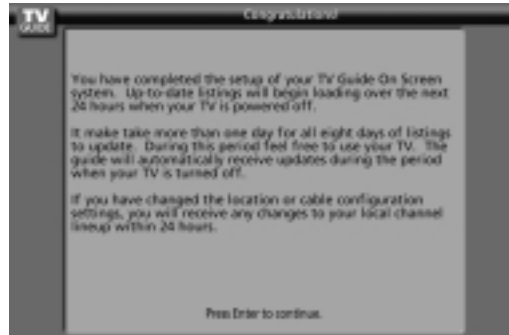 TV
GUIDE
Congratulations!
You have completed the setup of your TV Guide On Screen
system. Up-to-date listings will begin loading over the next
24 hours when your TV is powered off.
It make take more than one day for all eight days of listings
to update. During this period feel free to use your TV. The
guide will automatically receive updates during the period
when your TV is turned off.
If you have changed the location or cable configuration
settings, you will receive any changes to your local channel
lineup within 24 hours.
Press Enter to continue.